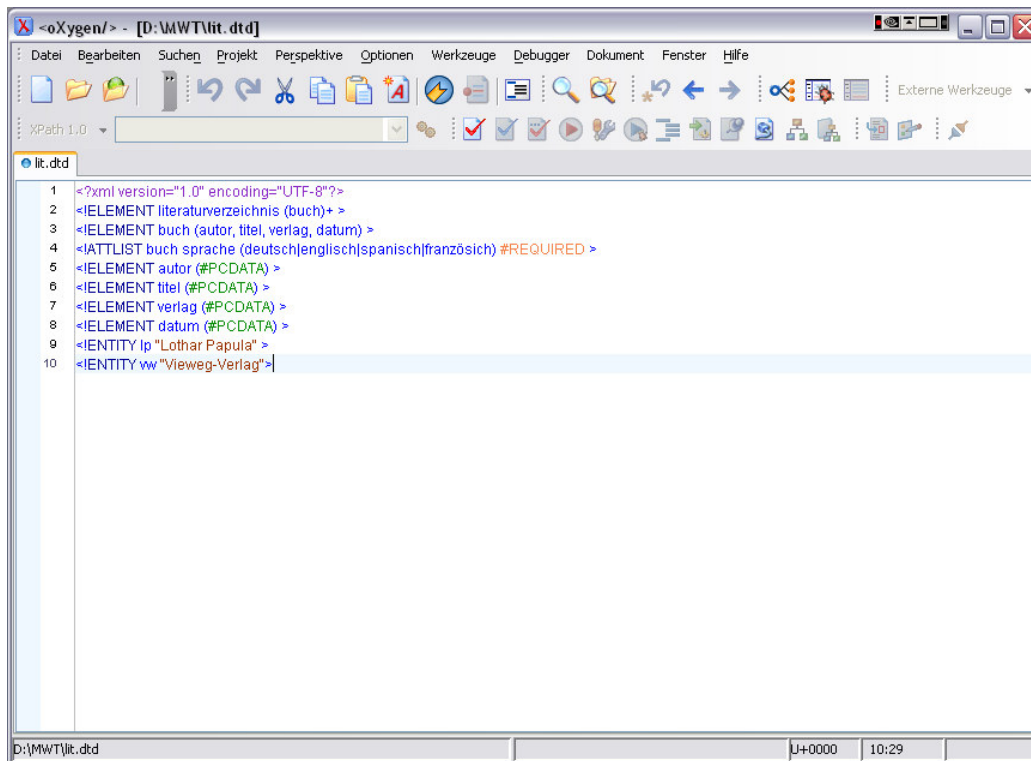 <oXygen/> - [D:\MWT\lit.dtd]
Datei Bearbeiten Suchen Projekt Perspektive Optionen Werkzeuge Debugger Dokument Fenster Hilfe
Externe Werkzeuge
XPath 1.0
lit.dtd
1 <?xml version="1.0" encoding="UTF-8"?>
2 <!ELEMENT literaturverzeichnis (buch)+ >
3 <!ELEMENT buch (autor, titel, verlag, datum) >
4 <!ATTLIST buch sprache (deutsch|englisch|spanisch|französich) #REQUIRED >
5 <!ELEMENT autor (#PCDATA) >
6 <!ELEMENT titel (#PCDATA) >
7 <!ELEMENT verlag (#PCDATA) >
8 <!ELEMENT datum (#PCDATA) >
9 <!ENTITY lp "Lothar Papula" >
10 <!ENTITY vw "Vieweg-Verlag">
D:\MWT\lit.dtd U+0000 10:29